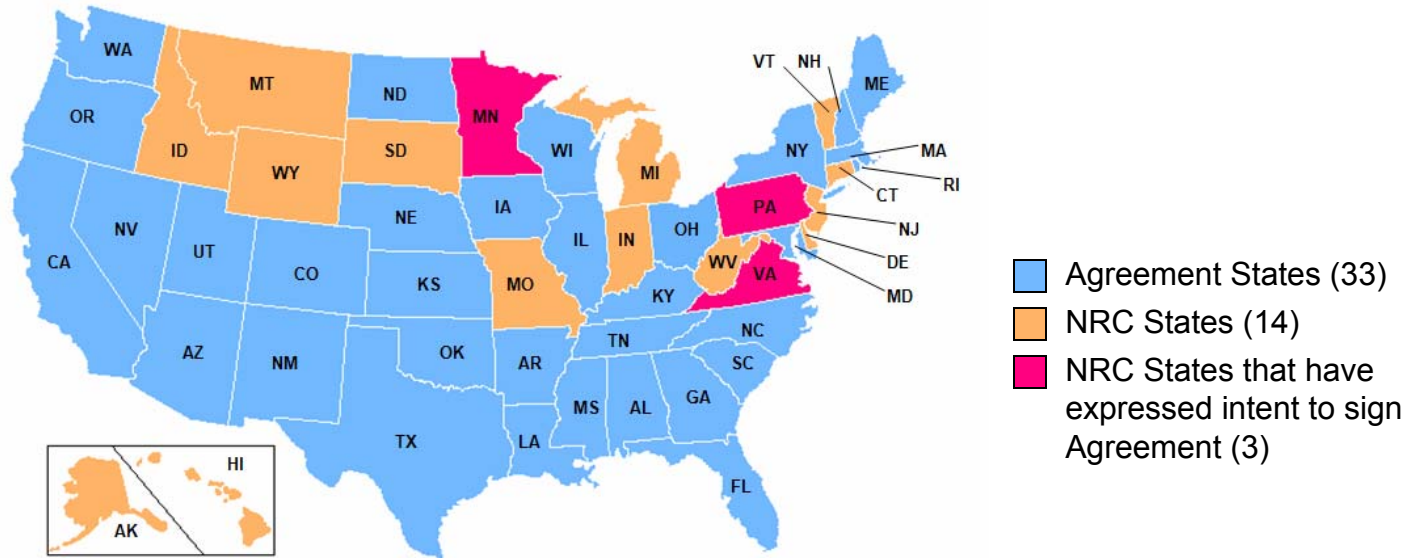 WA
MT
ND
MN
VT
NH
ME
OR
ID
WY
SD
WI
MI
NY
MA
RI
CT
NV
UT
NE
IA
IL
IN
OH
PA
NJ
DE
MD
CA
CO
KS
MO
WV
VA
KY
AZ
NM
OK
AR
TN
NC
SC
TX
LA
MS
AL
GA
FL
HI
AK
Agreement States (33)
NRC States (14)
NRC States that have
expressed intent to sign
Agreement (3)